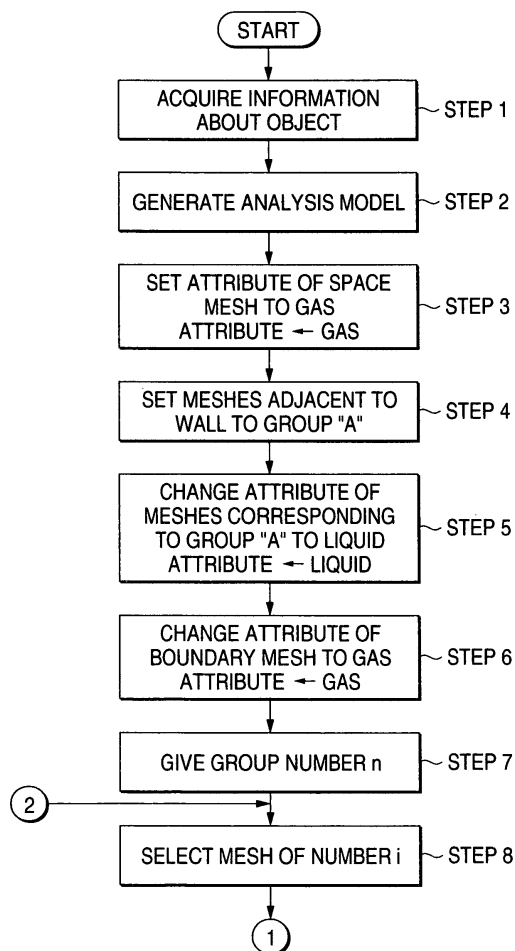 START
ACQUIRE INFORMATION
ABOUT OBJECT
STEP 1
GENERATE ANALYSIS MODEL
STEP 2
SET ATTRIBUTE OF SPACE
MESH TO GAS
ATTRIBUTE ← GAS
STEP 3
SET MESHES ADJACENT TO
WALL TO GROUP "A"
STEP 4
CHANGE ATTRIBUTE OF
MESHES CORRESPONDING
TO GROUP "A" TO LIQUID
ATTRIBUTE ← LIQUID
STEP 5
CHANGE ATTRIBUTE OF
BOUNDARY MESH TO GAS
ATTRIBUTE ← GAS
STEP 6
GIVE GROUP NUMBER n
STEP 7
2
SELECT MESH OF NUMBER i
STEP 8
1